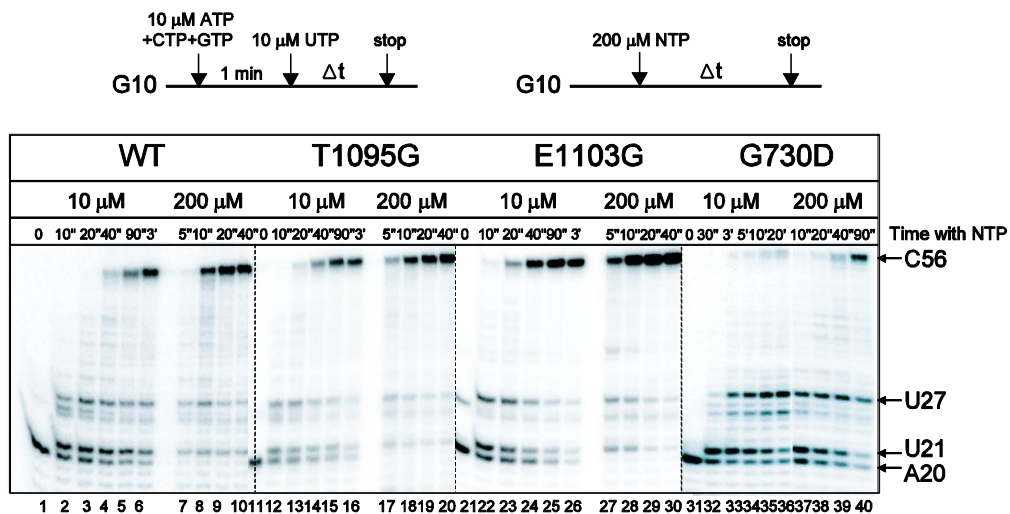 10 µM ATP
+CTP+GTP 10 µM UTP stop 200 µM NTP stop
G10 1 min Δt G10 Δt
WT T1095G E1103G G730D
10 µM 200 µM 10 µM 200 µM 10 µM 200 µM 10 µM 200 µM
0 10" 20"40" 90"3' 5"10" 20"40" 0 10"20"40"90"3' 5"10"20"40" 0 10" 20"40"90" 3' 5"10"20"40" 0 30" 3' 5'10'20' 10"20"40"90" Time with NTP
C56
U27
U21
A20
1 2 3 4 5 6 7 8 9 10 11 12 13 14 15 16 17 18 19 20 21 22 23 24 25 26 27 28 29 30 31 32 33 34 35 36 37 38 39 40